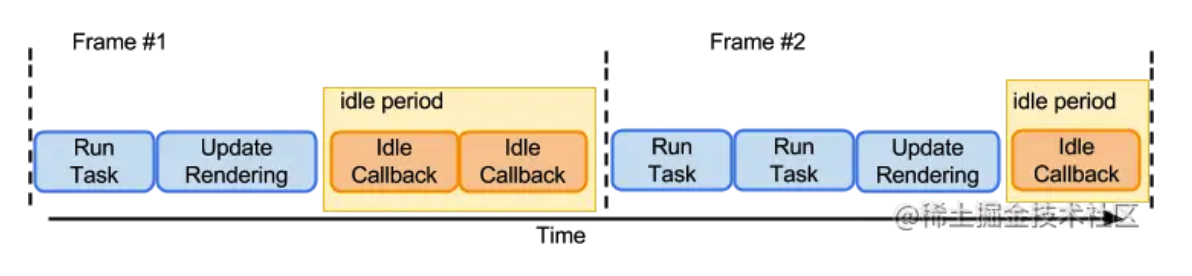 Frame #1
Frame #2
idle period
idle period
Run
Task
Update
Rendering
Idle
Callback
Idle
Callback
Run
Task
Run
Task
Update
Rendering
Idle
Callback
@稀土掘金技术社区
Time